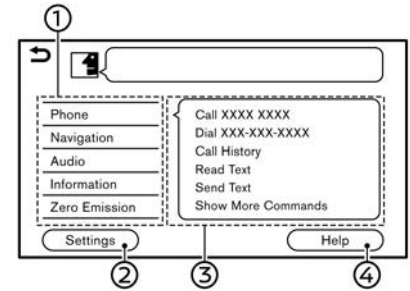 ①
Phone
Navigation
Audio
Information
Zero Emission
Call XXXX XXXX
Dial XXX-XXX-XXXX
Call History
Read Text
Send Text
Show More Commands
Settings
Help
②
③
④